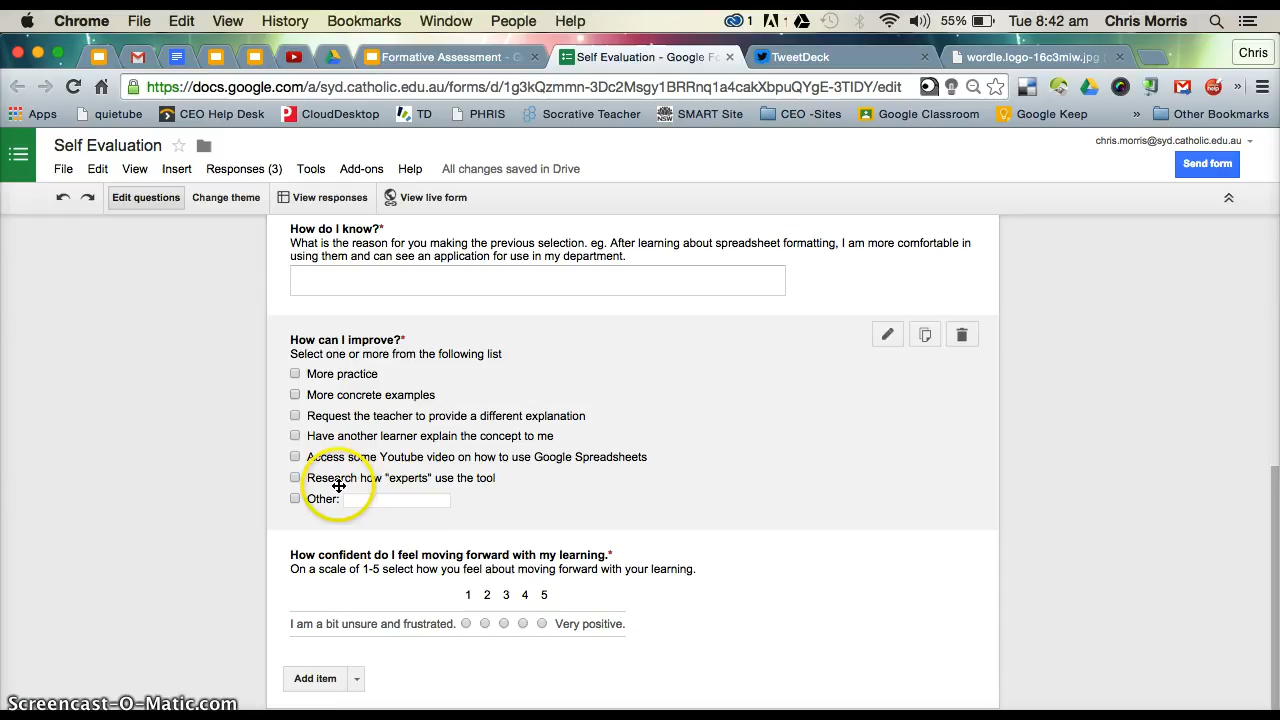 Chrome File Edit View History Bookmarks Window People Help 1 55% Tue 8:42 am Chris Morris
Formative Assessment - G Self Evaluation - Google Fo TweetDeck wordle.logo-16c3mlw.jpg ( Chris
https://docs.google.com/a/syd.catholic.edu.au/forms/d/1g3kQzmmn-3Dc2Msgy1BRRnq1a4cakXbpuQYgE-3TIDY/edit
Apps quietube CEO Help Desk CloudDesktop TD PHRIS Soctative Teacher SMART Site CEO -Sites Google Classroom Google Keep » Other Bookmarks
Self Evaluation chris.morris@syd.catholic.edu.au
Send form
File Edit View Insert Responses (3) Tools Add-ons Help All changes saved in Drive
Edit questions Change theme View responses View live form
How do I know?*
What is the reason for you making the previous selection. eg. After learning about spreadsheet formatting, I am more comfortable in
using them and can see an application for use in my department.
How can I improve?*
Select one or more from the following list
More practice
More concrete examples
Request the teacher to provide a different explanation
Have another learner explain the concept to me
Access some Youtube video on how to use Google Spreadsheets
Research how "experts" use the tool
Other:
How confident do I feel moving forward with my learning.*
On a scale of 1-5 select how you feel about moving forward with your learning.
1 2 3 4 5
I am a bit unsure and frustrated. Very positive.
Add item
Screencast-O-Matic.com